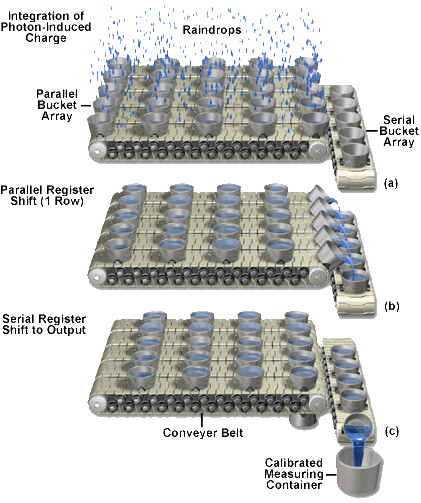 Integration of
Photon-Induced
Charge
Raindrops
Parallel
Bucket
Array
Serial
Bucket
Array
(a)
Parallel Register
Shift (1 Row)
(b)
Serial Register
Shift to Output
Conveyer Belt
(c)
Calibrated
Measuring
Container